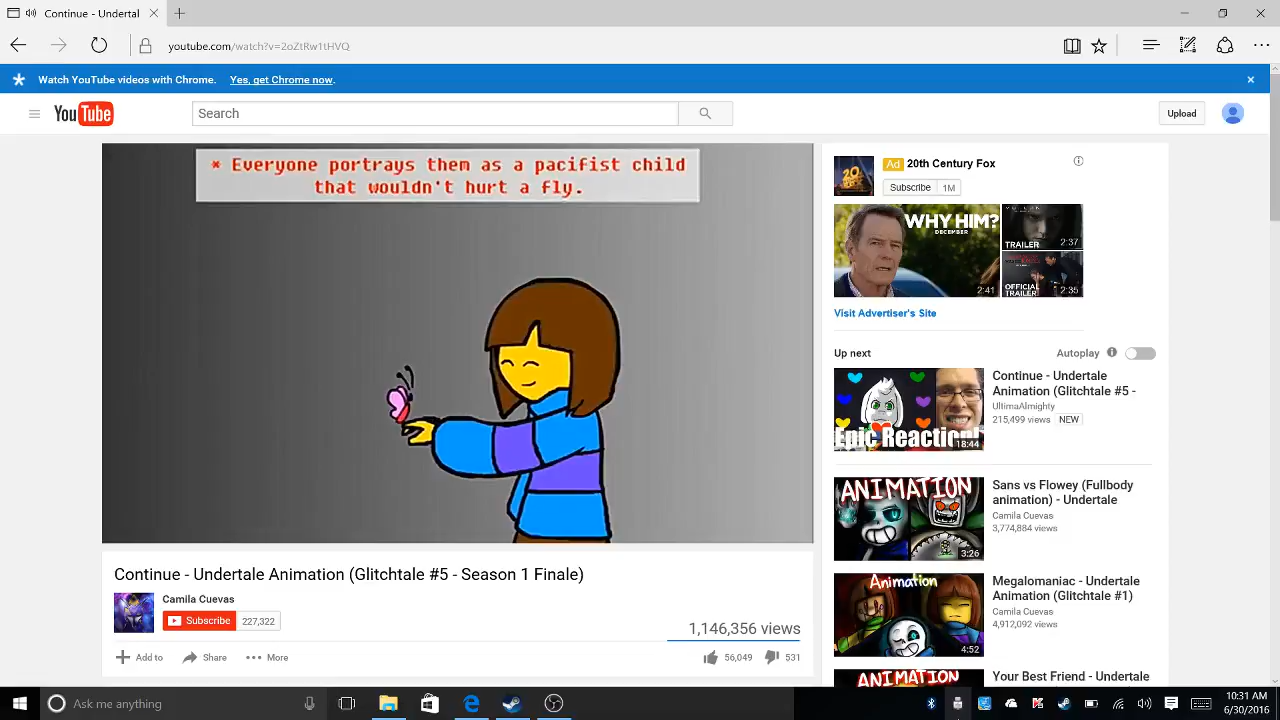 Continue - Undertal
youtube.com/watch?v=2oZtRw1tHVQ
Watch YouTube videos with Chrome. Yes, get Chrome now.
YouTube
Search
Upload
* Everyone portrays them as a pacifist child
that wouldn't hurt a fly.
Ad 20th Century Fox
Subscribe 1M
WHY HIM?
DECEMBER
2:41
TRAILER
2:37
OFFICIAL
TRAILER
2:35
Visit Advertiser's Site
Up next
Autoplay
Epic Reaction!
18:44
Continue - Undertale
Animation (Glitchtale #5 -
UltimaAlmighty
215,499 views NEW
ANIMATION
3:26
Sans vs Flowey (Fullbody
animation) - Undertale
Camila Cuevas
3,774,884 views
Animation
4:52
Megalomaniac - Undertale
Animation (Glitchtale #1)
Camila Cuevas
4,912,092 views
ANIMATION
Your Best Friend - Undertale
Continue - Undertale Animation (Glitchtale #5 - Season 1 Finale)
Camila Cuevas
Subscribe 227,322
1,146,356 views
Add to Share More
56,049 531
Ask me anything
10:31 AM
6/30/2016